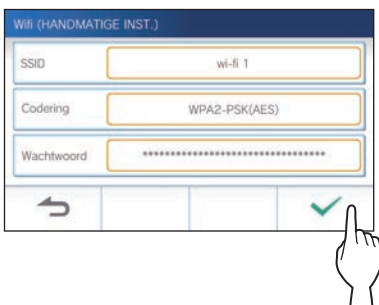 Wifi (HANDMATIGE INST.)
SSID
wi-fi 1
Codering
WPA2-PSK(AES)
Wachtwoord
*********************************